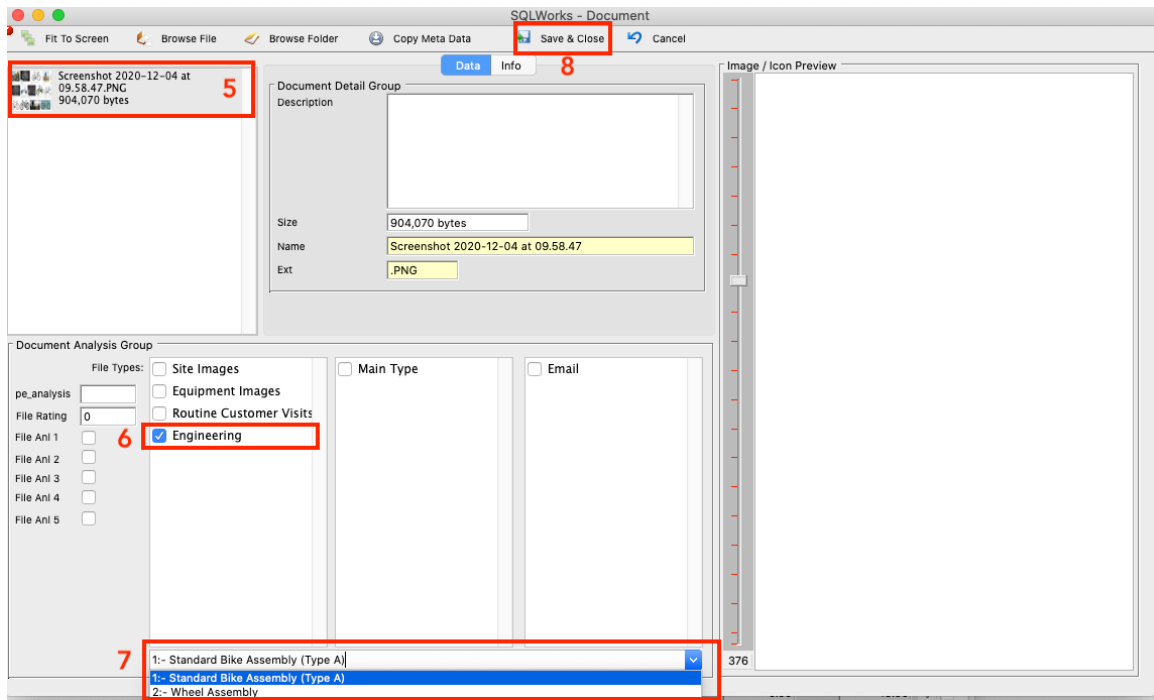 SQLWorks - Document
Fit To Screen Browse File Browse Folder Copy Meta Data Save & Close Cancel
8
Screenshot 2020-12-04 at
09.58.47.PNG
904,070 bytes
5
Data Info
Document Detail Group
Description
Size 904,070 bytes
Name Screenshot 2020-12-04 at 09.58.47
Ext .PNG
Image / Icon Preview
376
Document Analysis Group
File Types:
pe_analysis
File Rating 0
File Anl 1
File Anl 2
File Anl 3
File Anl 4
File Anl 5
Site Images
Equipment Images
Routine Customer Visits
6 Engineering
Main Type
Email
7
1:- Standard Bike Assembly (Type A)
1:- Standard Bike Assembly (Type A)
2:- Wheel Assembly